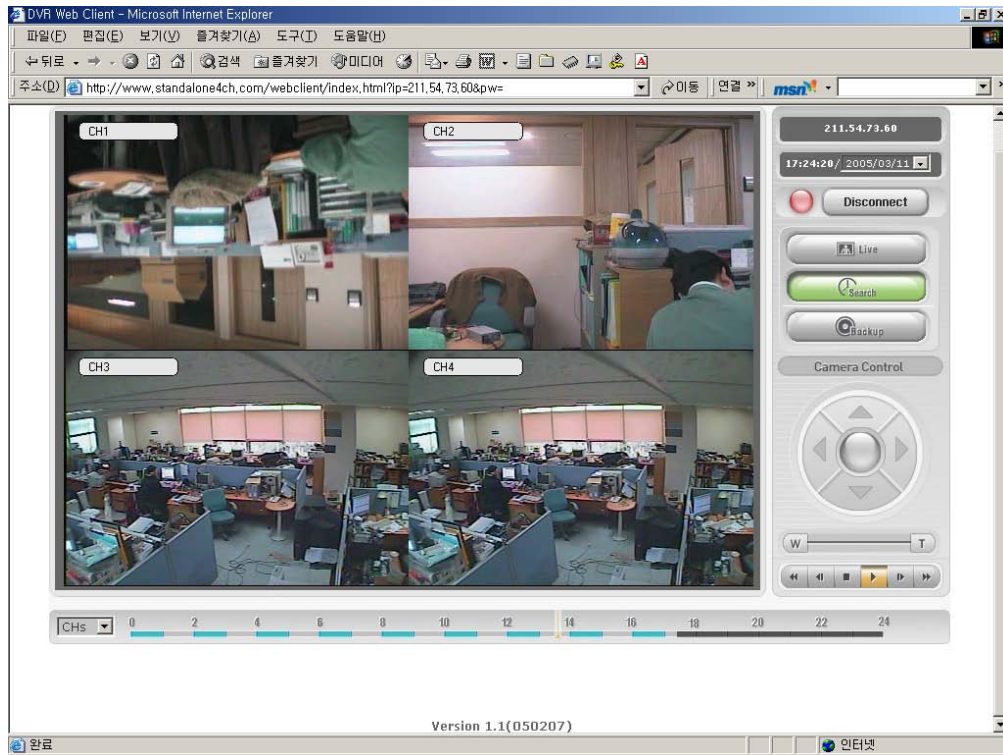 DVR Web Client - Microsoft Internet Explorer
파일(F) 편집(E) 보기(V) 즐겨찾기(A) 도구(T) 도움말(H)
뒤로 검색 즐겨찾기 미디어
주소(D) http://www.standalone4ch.com/webclient/index.html?ip=211.54.73.60&pw= 이동 연결 » msn
CH1
CH2
CH3
CH4
211.54.73.60
17:24:20/ 2005/03/11
Disconnect
Live
Search
Backup
Camera Control
W T
CHs 0 2 4 6 8 10 12 14 16 18 20 22 24
Version 1.1(050207)
완료 인터넷